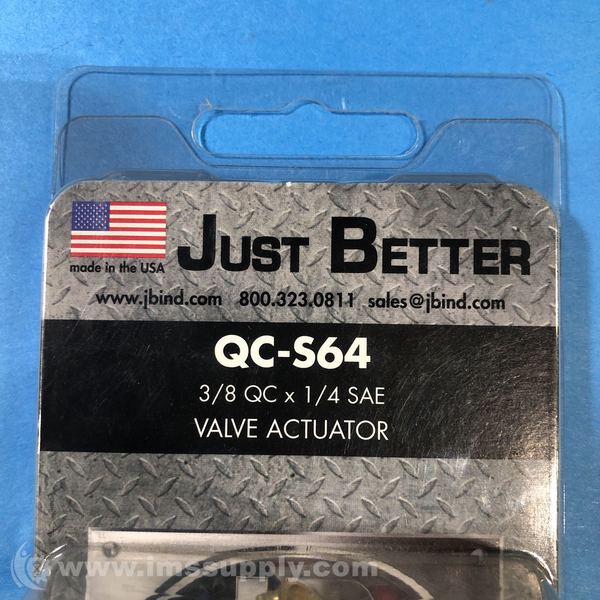 made in the USA
JUST BETTER
www.jbind.com 800.323.0811 sales@jbind.com
QC-S64
3/8 QC x 1/4 SAE
VALVE ACTUATOR
www.imssupply.com